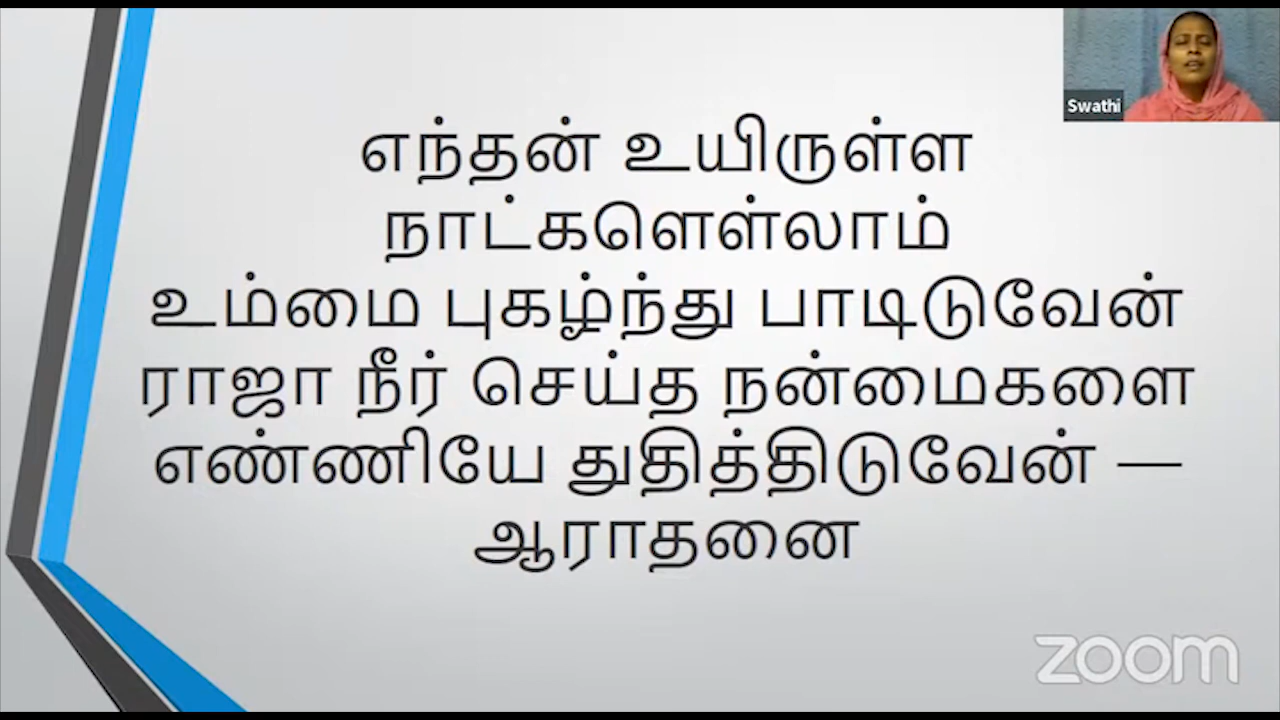 Swathi
எந்தன் உயிருள்ள
நாட்களெள்லாம்
உம்மை புகழ்ந்து பாடிடுவேன்
ராஜா நீர் செய்த நன்மைகளை
எண்ணியே துதித்திடுவேன் —
ஆராதனை
zoom